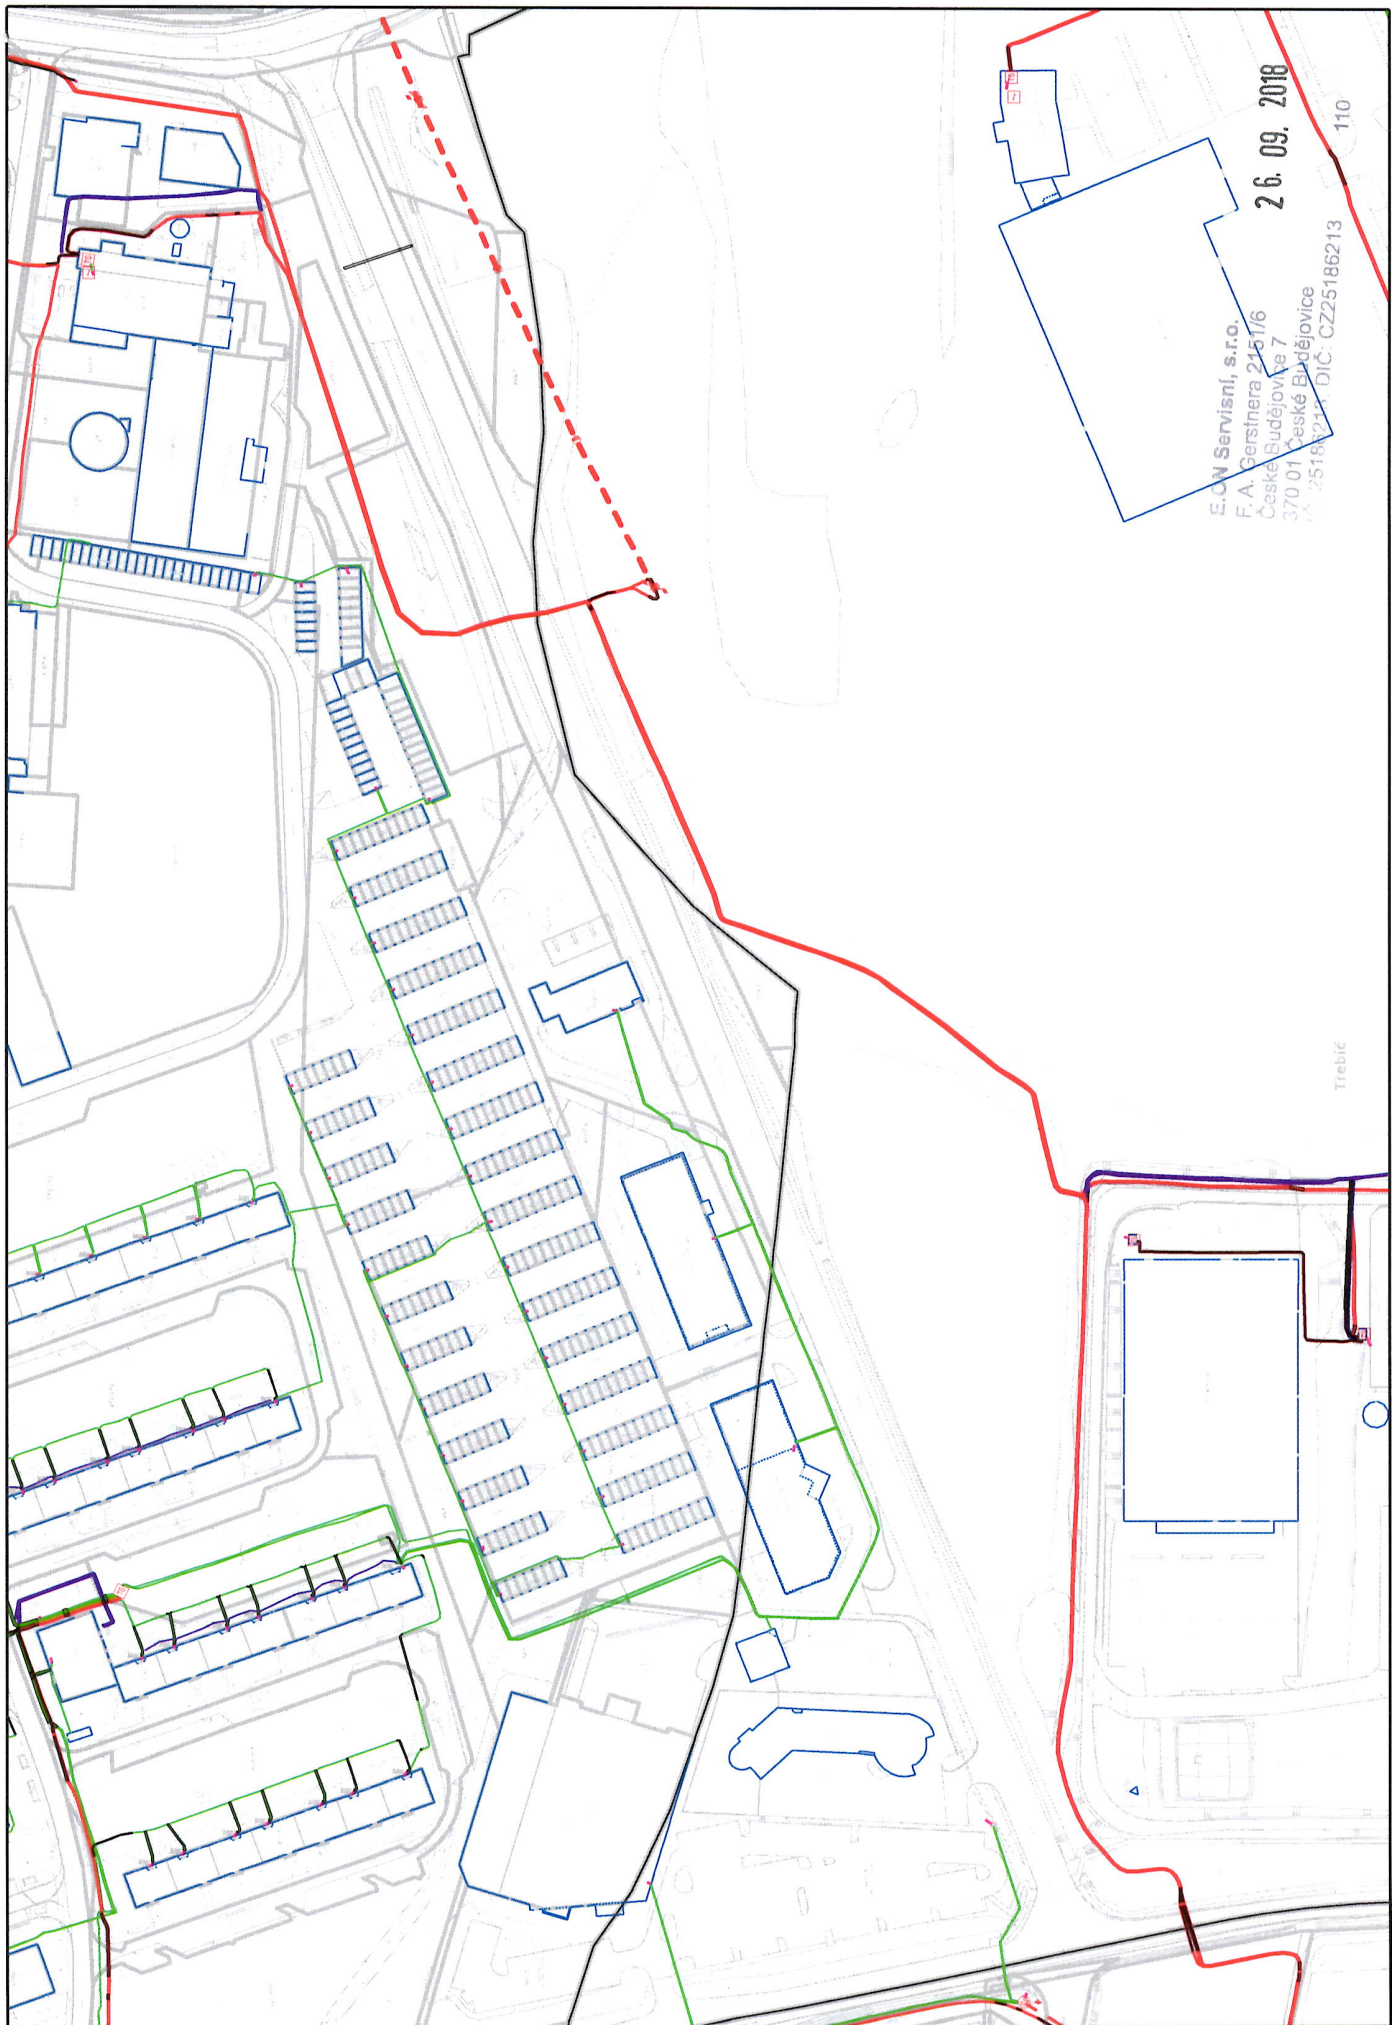 26. 09. 2018
110
E.ON Servisní, s.r.o.
F. A. Gerstnera 2151/6
České Budějovice 7
370 01 České Budějovice
25186213, DIČ: CZ25186213
Třebíč